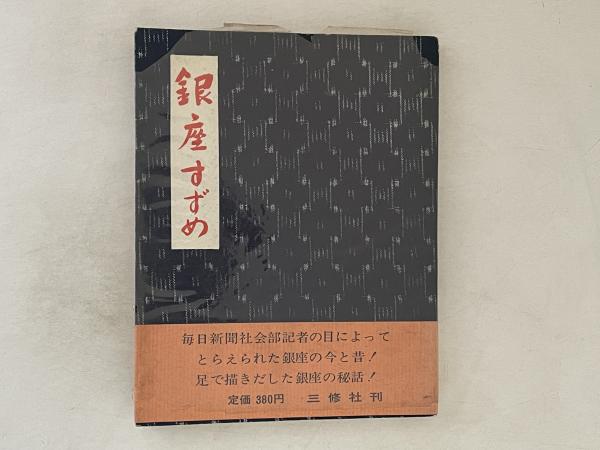 銀座すずめ
毎日新聞社会部記者の目によって
とらえられた銀座の今と昔！
足で描きだした銀座の秘話！
定価 380円 三修社刊